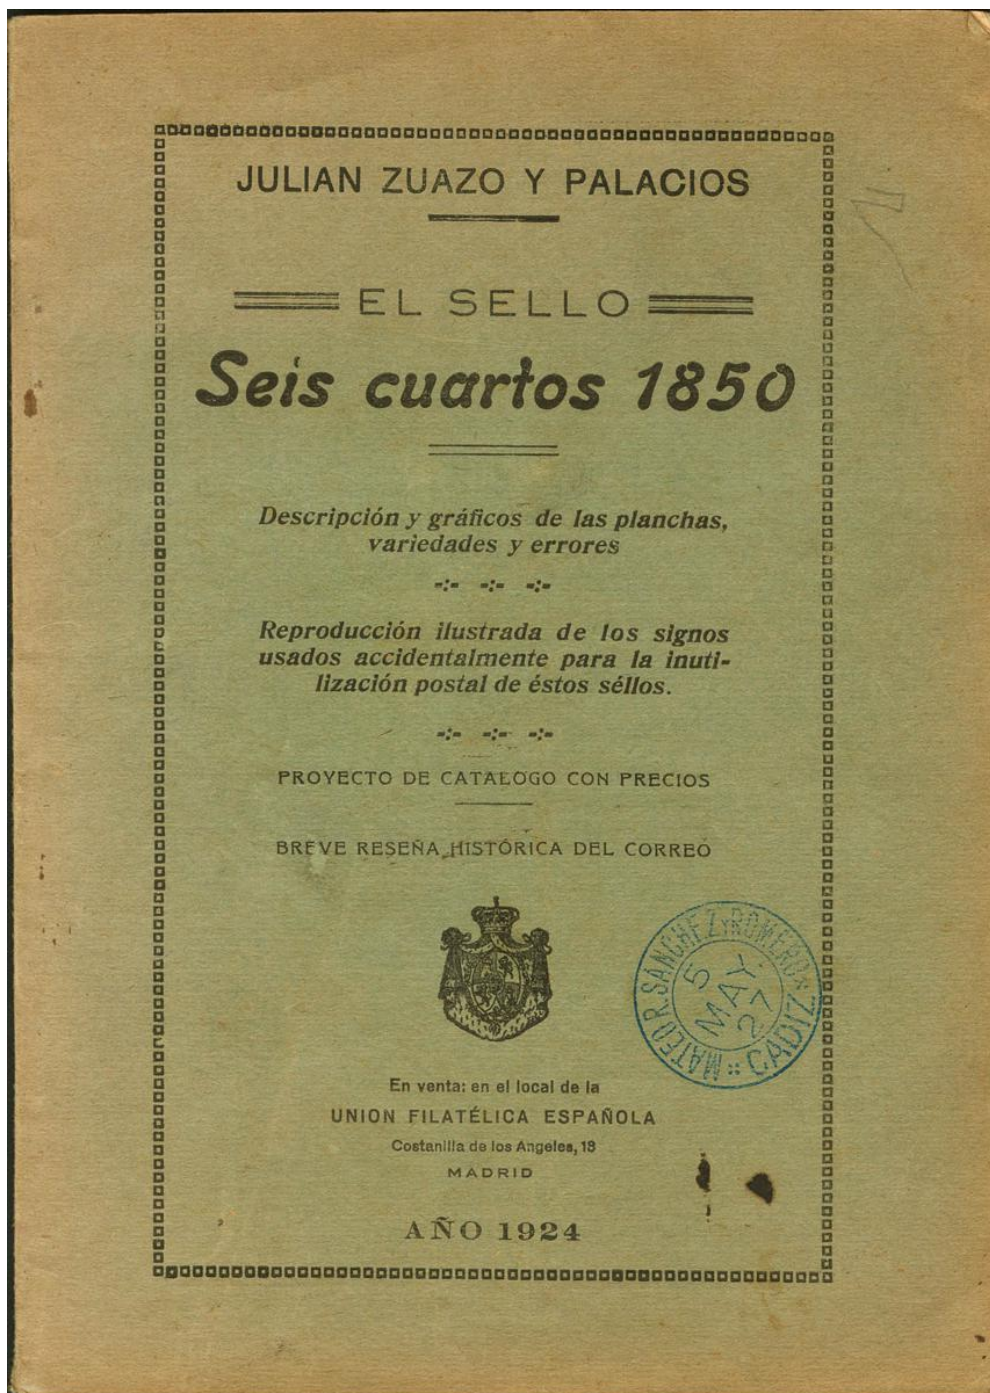 JULIAN ZUAZO Y PALACIOS
EL SELLO
Seis cuartos 1850
Descripción y gráficos de las planchas,
variedades y errores
-:- -:- -:-
Reproducción ilustrada de los signos
usados accidentalmente para la inuti-
lización postal de éstos séllos.
-:- -:- -:-
PROYECTO DE CATALOGO CON PRECIOS
BREVE RESEÑA HISTÓRICA DEL CORREO
MATEO R. SANCHEZ Y ROMERO
CADIZ
5
MAY.
27
En venta: en el local de la
UNION FILATÉLICA ESPAÑOLA
Costanilla de los Angeles, 13
MADRID
AÑO 1924